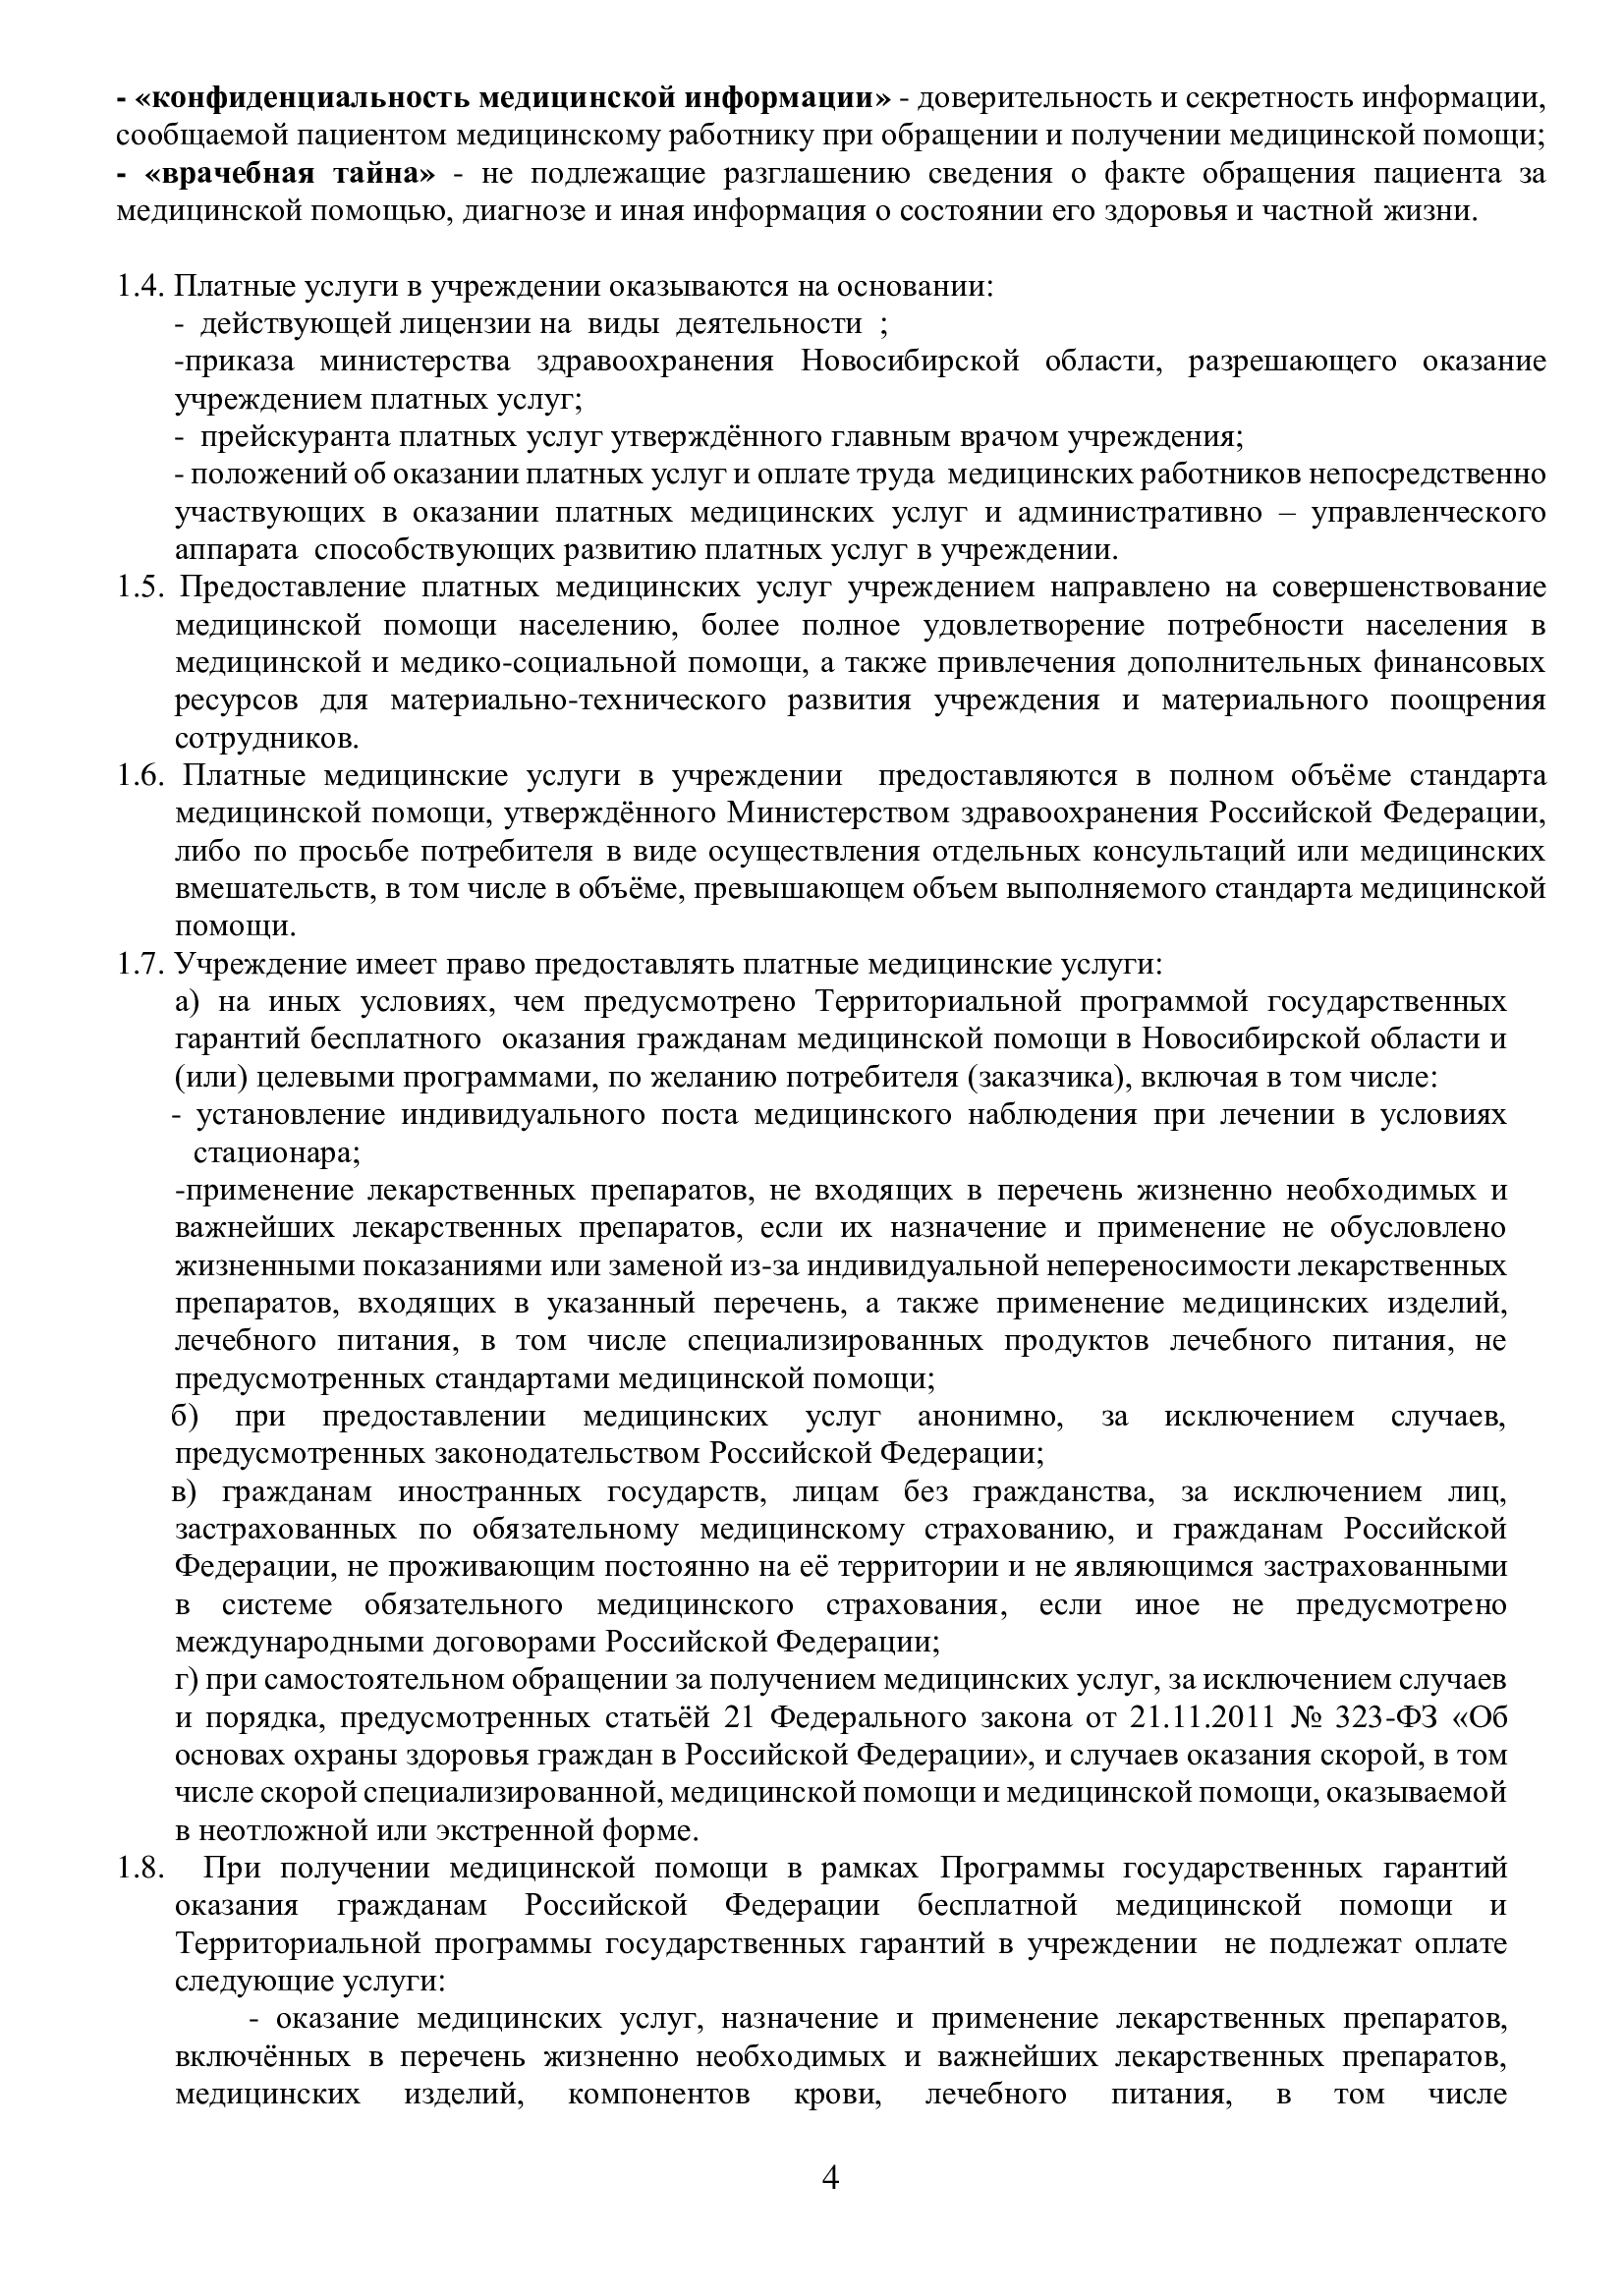 - «конфиденциальность медицинской информации» - доверительность и секретность информации,
сообщаемой пациентом медицинскому работнику при обращении и получении медицинской помощи;
- «врачебная тайна» - не подлежащие разглашению сведения о факте обращения пациента за
медицинской помощью, диагнозе и иная информация о состоянии его здоровья и частной жизни.
1.4. Платные услуги в учреждении оказываются на основании:
- действующей лицензии на виды деятельности ;
-приказа министерства здравоохранения Новосибирской области, разрешающего оказание
учреждением платных услуг;
- прейскуранта платных услуг утверждённого главным врачом учреждения;
- положений об оказании платных услуг и оплате труда медицинских работников непосредственно
участвующих в оказании платных медицинских услуг и административно – управленческого
аппарата способствующих развитию платных услуг в учреждении.
1.5. Предоставление платных медицинских услуг учреждением направлено на совершенствование
медицинской помощи населению, более полное удовлетворение потребности населения в
медицинской и медико-социальной помощи, а также привлечения дополнительных финансовых
ресурсов для материально-технического развития учреждения и материального поощрения
сотрудников.
1.6. Платные медицинские услуги в учреждении предоставляются в полном объёме стандарта
медицинской помощи, утверждённого Министерством здравоохранения Российской Федерации,
либо по просьбе потребителя в виде осуществления отдельных консультаций или медицинских
вмешательств, в том числе в объёме, превышающем объем выполняемого стандарта медицинской
помощи.
1.7. Учреждение имеет право предоставлять платные медицинские услуги:
а) на иных условиях, чем предусмотрено Территориальной программой государственных
гарантий бесплатного оказания гражданам медицинской помощи в Новосибирской области и
(или) целевыми программами, по желанию потребителя (заказчика), включая в том числе:
- установление индивидуального поста медицинского наблюдения при лечении в условиях
стационара;
-применение лекарственных препаратов, не входящих в перечень жизненно необходимых и
важнейших лекарственных препаратов, если их назначение и применение не обусловлено
жизненными показаниями или заменой из-за индивидуальной непереносимости лекарственных
препаратов, входящих в указанный перечень, а также применение медицинских изделий,
лечебного питания, в том числе специализированных продуктов лечебного питания, не
предусмотренных стандартами медицинской помощи;
б) при предоставлении медицинских услуг анонимно, за исключением случаев,
предусмотренных законодательством Российской Федерации;
в) гражданам иностранных государств, лицам без гражданства, за исключением лиц,
застрахованных по обязательному медицинскому страхованию, и гражданам Российской
Федерации, не проживающим постоянно на её территории и не являющимся застрахованными
в системе обязательного медицинского страхования, если иное не предусмотрено
международными договорами Российской Федерации;
г) при самостоятельном обращении за получением медицинских услуг, за исключением случаев
и порядка, предусмотренных статьёй 21 Федерального закона от 21.11.2011 № 323-ФЗ «Об
основах охраны здоровья граждан в Российской Федерации», и случаев оказания скорой, в том
числе скорой специализированной, медицинской помощи и медицинской помощи, оказываемой
в неотложной или экстренной форме.
1.8. При получении медицинской помощи в рамках Программы государственных гарантий
оказания гражданам Российской Федерации бесплатной медицинской помощи и
Территориальной программы государственных гарантий в учреждении не подлежат оплате
следующие услуги:
- оказание медицинских услуг, назначение и применение лекарственных препаратов,
включённых в перечень жизненно необходимых и важнейших лекарственных препаратов,
медицинских изделий, компонентов крови, лечебного питания, в том числе
4